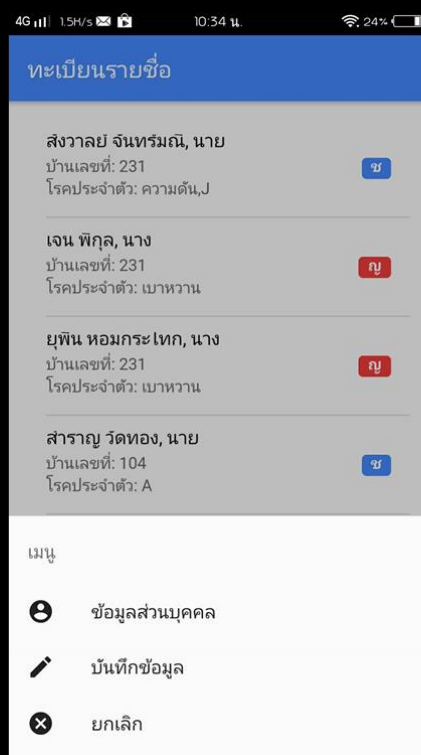 4G 1.5H/s 10:34 น. 24%
ทะเบียนรายชื่อ
สังวาลย์ จันทร์มณี, นาย
บ้านเลขที่: 231
ช
โรคประจำตัว: ความดัน,J
เจน พิกุล, นาง
บ้านเลขที่: 231
ญ
โรคประจำตัว: เบาหวาน
ยุพิน หอมกระโทก, นาง
บ้านเลขที่: 231
ญ
โรคประจำตัว: เบาหวาน
สำราญ วัดทอง, นาย
บ้านเลขที่: 104
ช
โรคประจำตัว: A
เมนู
ข้อมูลส่วนบุคคล
บันทึกข้อมูล
ยกเลิก